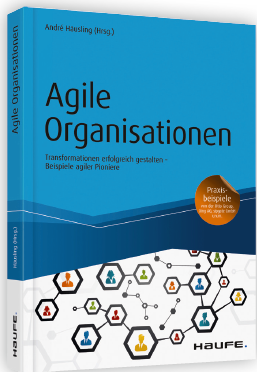 André Häusling (Hrsg.)
Agile
Organisationen
Transformationen erfolgreich gestalten –
Beispiele agiler Pioniere
Praxis-
beispiele
HAUFE.
Agile Organisationen
Häusling (Hrsg.)
HAUFE.